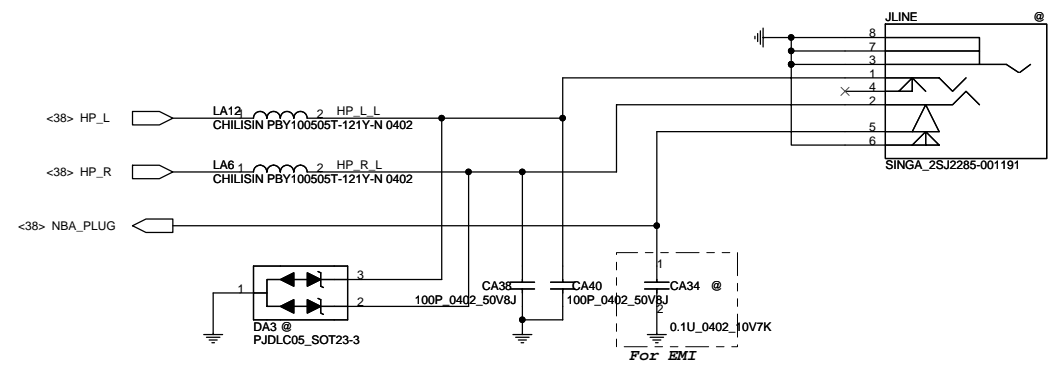 JLINE @
8
7
3
1
4
2
5
6
SINGA_2SJ2285-001191
<38> HP_L
LA12 1 2 HP_L_L
CHILISIN PBY100505T-121Y-N 0402
<38> HP_R
LA6 1 2 HP_R_L
CHILISIN PBY100505T-121Y-N 0402
<38> NBA_PLUG
1
3
2
DA3 @
PJDLC05_SOT23-3
CA38
100P_0402_50V8J
CA40
100P_0402_50V8J
1
CA34 @
2
0.1U_0402_10V7K
For EMI